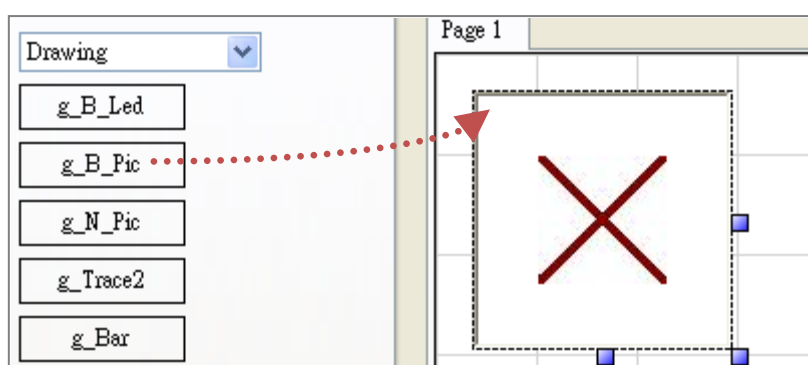 Drawing
g_B_Led
g_B_Pic
g_N_Pic
g_Trace2
g_Bar
Page 1